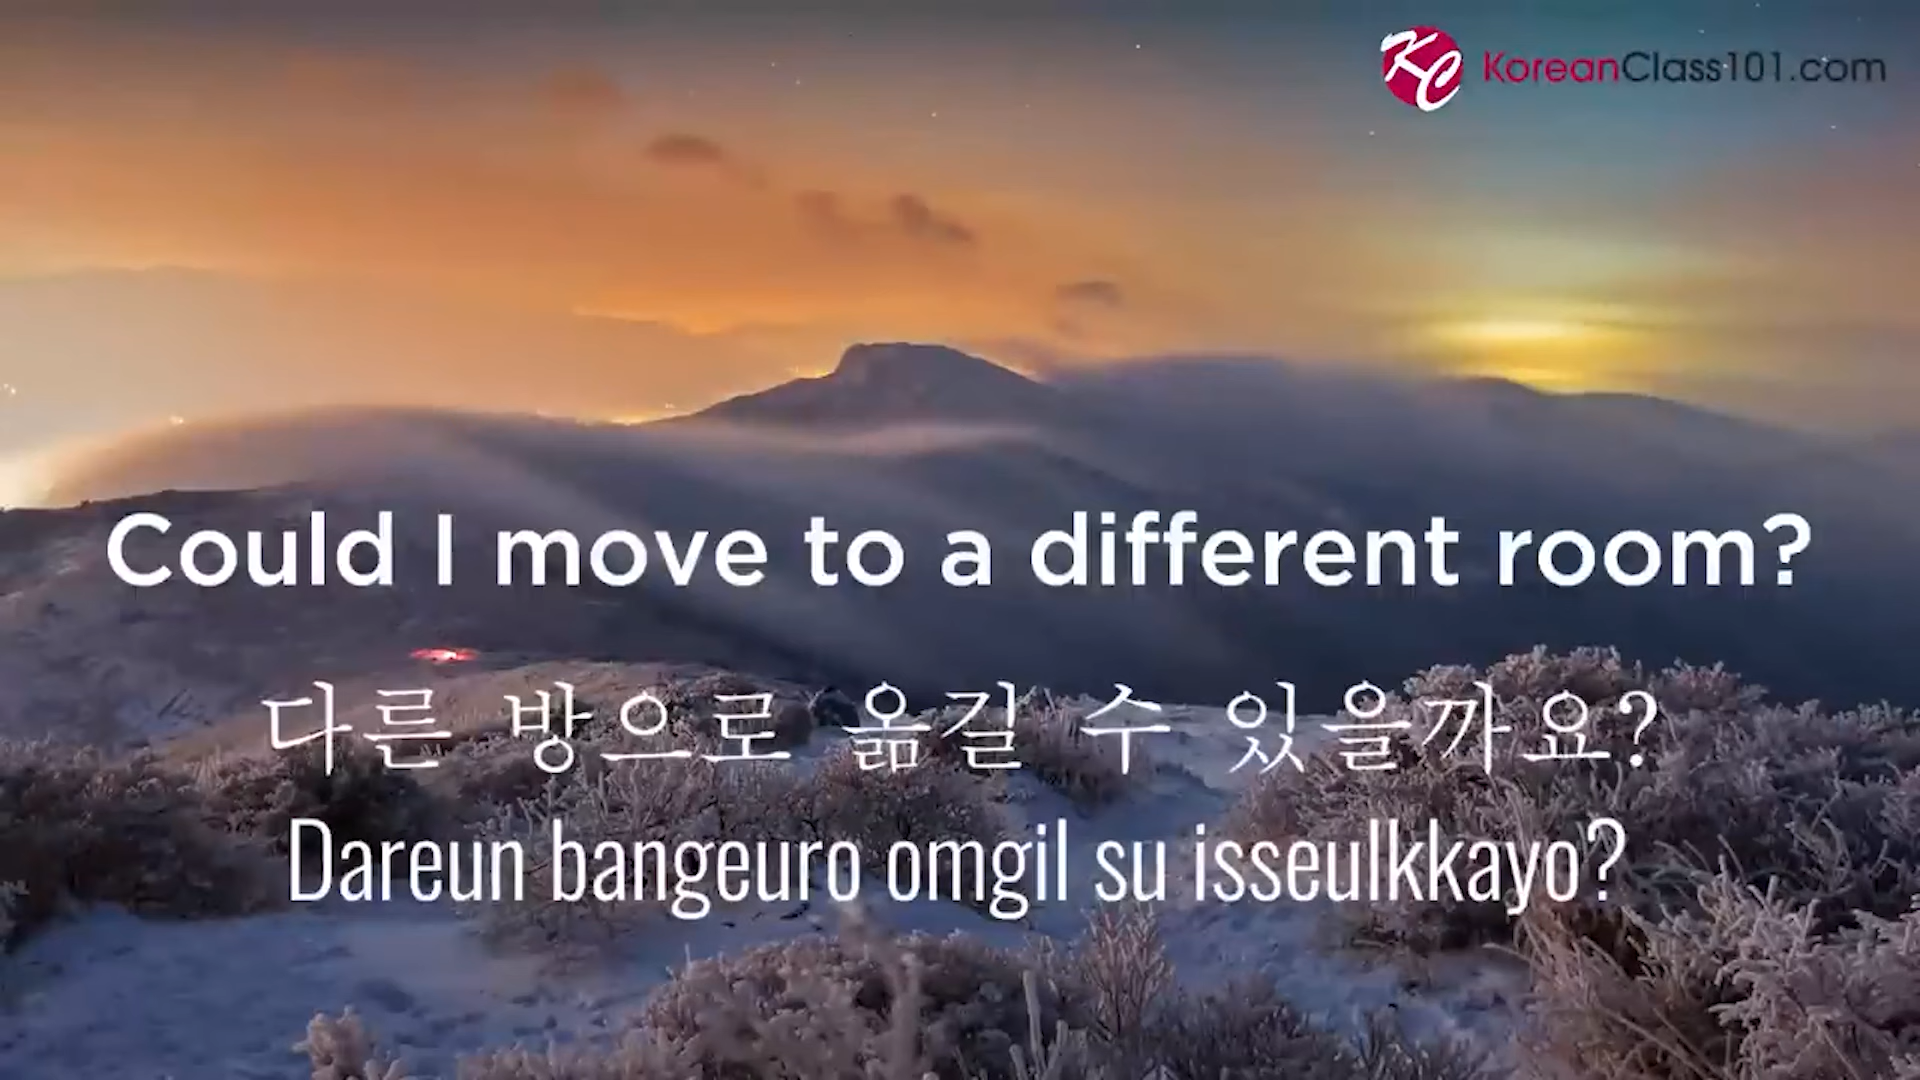 KC KoreanClass101.com
Could I move to a different room?
다른 방으로 옮길 수 있을까요?
Dareun bangeuro omgil su isseulkkayo?